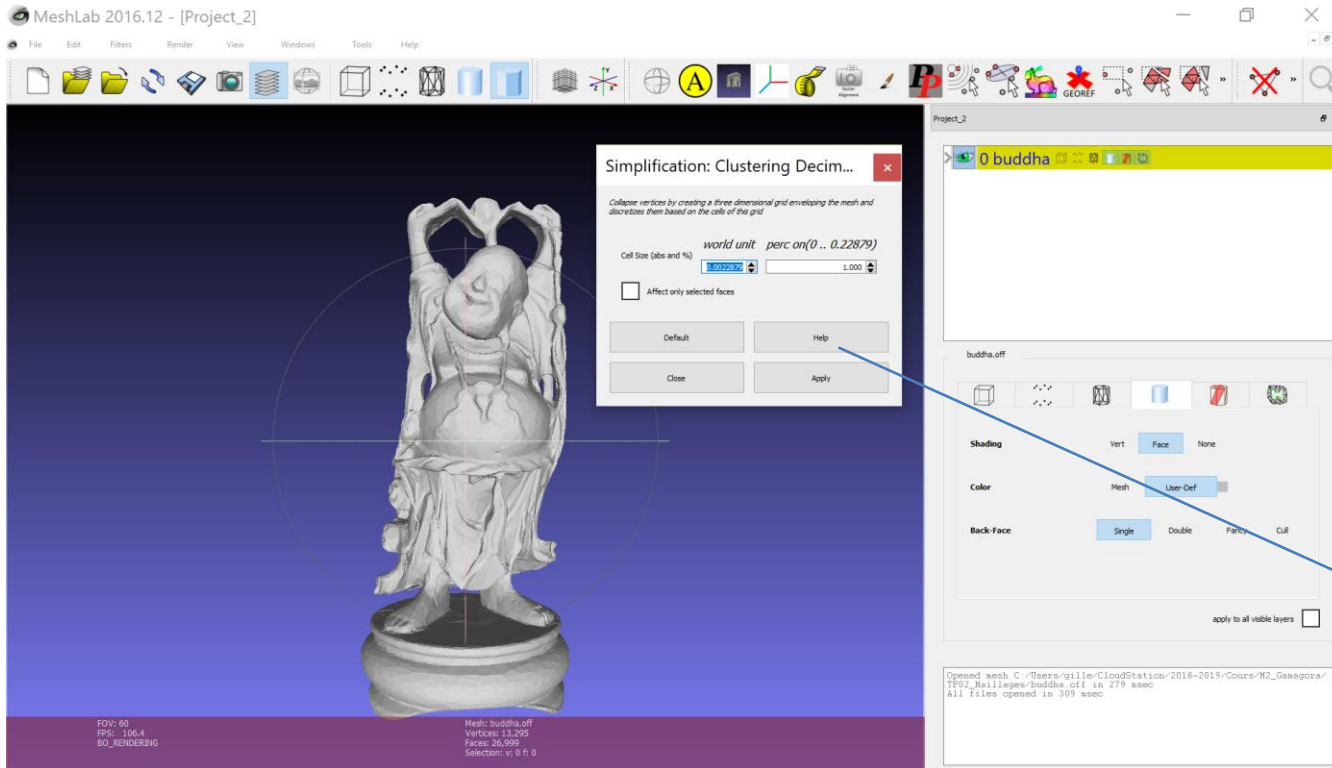 MeshLab 2016.12 - [Project_2]
File Edit Filters Render View Windows Tools Help
A Pp GEOREF
Raster Alignment
Project_2
0 buddha
Simplification: Clustering Decim...
Collapse vertices by creating a three dimensional grid enveloping the mesh and
discretizes them based on the cells of this grid
world unit perc on(0 .. 0.22879)
Cell Size (abs and %) 0.0022879 1.000
Affect only selected faces
Default Help
Close Apply
buddha.off
Shading Vert Face None
Color Mesh User-Def
Back-Face Single Double Fancy Cull
apply to all visible layers
Opened mesh C:/Users/gille/CloudStation/2018-2019/Cours/M2_Gamagora/
TP02_Maillages/buddha.off in 279 msec
All files opened in 309 msec
FOV: 60
FPS: 106.4
BO_RENDERING
Mesh: buddha.off
Vertices: 13,295
Faces: 26,999
Selection: v: 0 f: 0